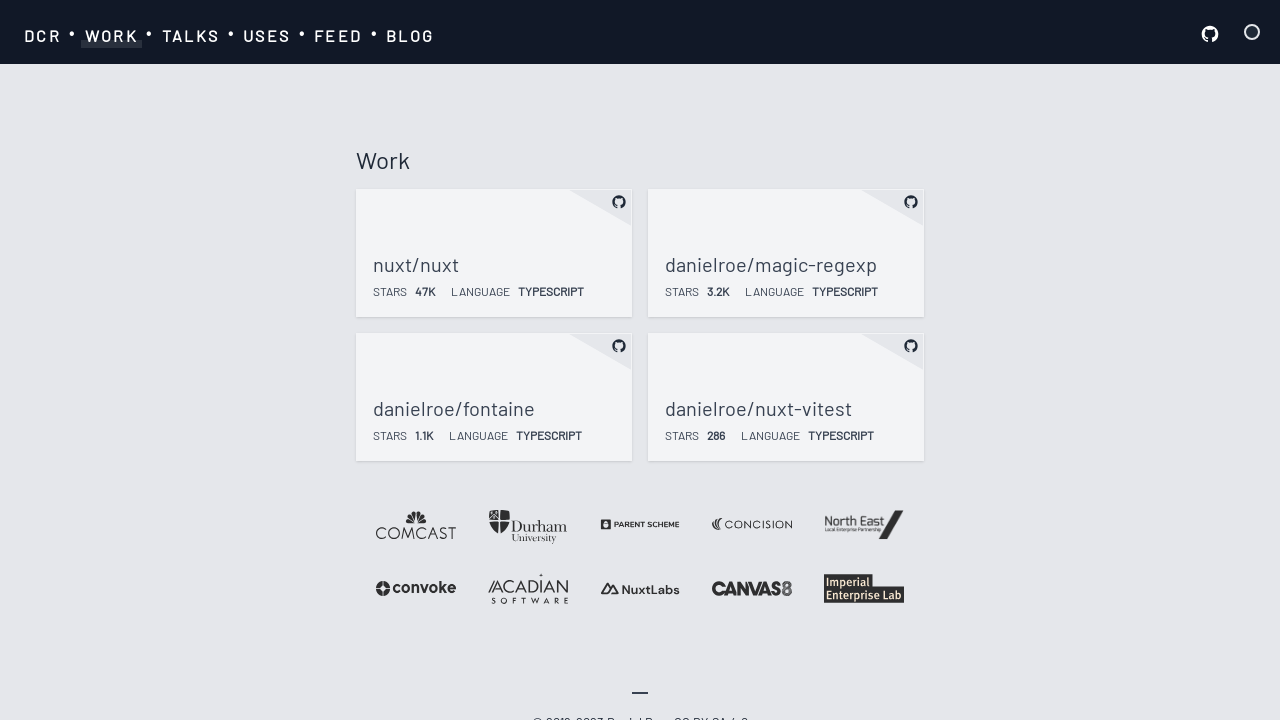 DCR • WORK • TALKS • USES • FEED • BLOG
Work
nuxt/nuxt
STARS 47K LANGUAGE TYPESCRIPT
danielroe/magic-regexp
STARS 3.2K LANGUAGE TYPESCRIPT
danielroe/fontaine
STARS 1.1K LANGUAGE TYPESCRIPT
danielroe/nuxt-vitest
STARS 286 LANGUAGE TYPESCRIPT
COMCAST
Durham
University
PARENT SCHEME
CONCISION
North East
Local Enterprise Partnership
convoke
ACADIAN
SOFTWARE
NuxtLabs
CANVAS8
Imperial
Enterprise Lab